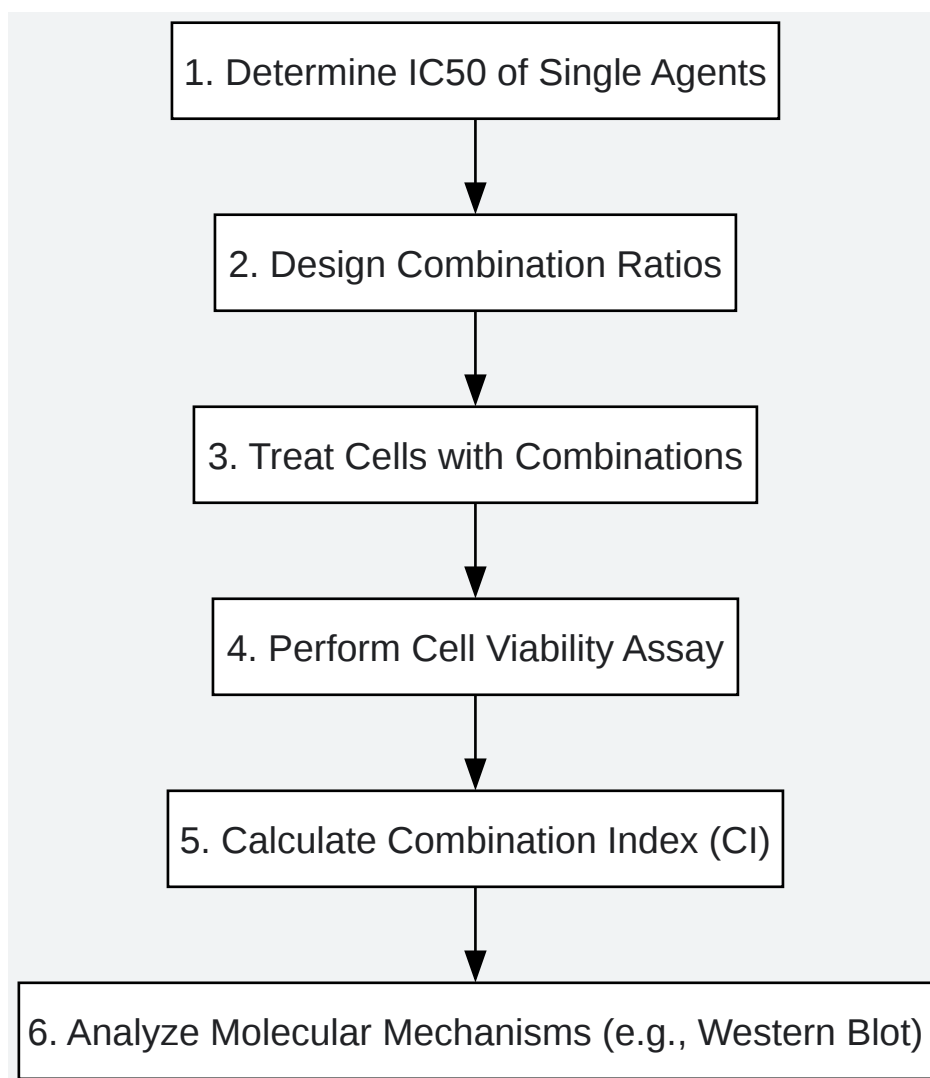 1. Determine IC50 of Single Agents
2. Design Combination Ratios
3. Treat Cells with Combinations
4. Perform Cell Viability Assay
5. Calculate Combination Index (CI)
6. Analyze Molecular Mechanisms (e.g., Western Blot)